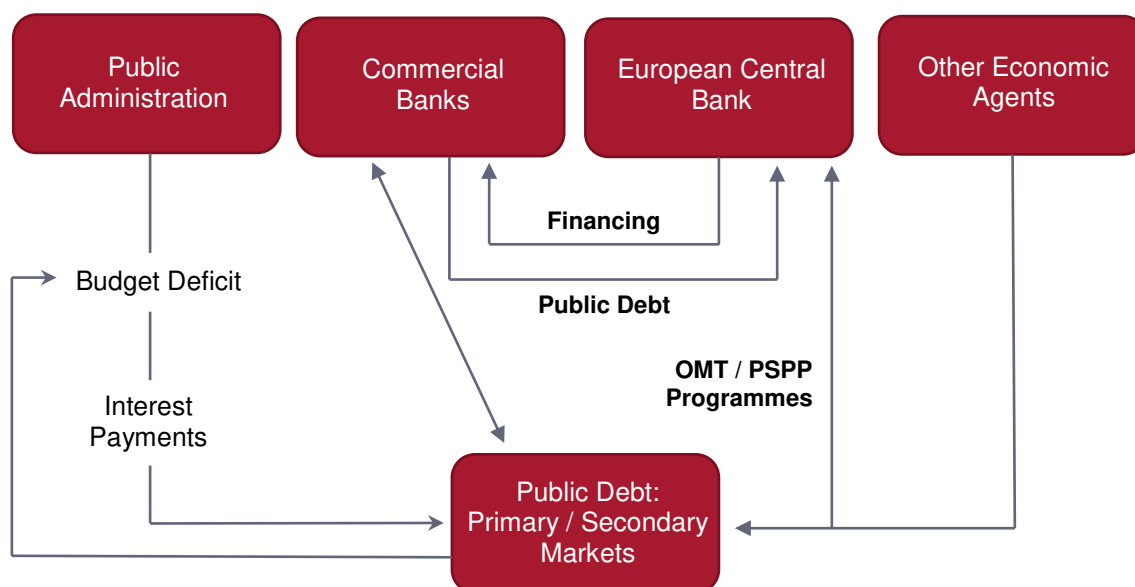 Public
Administration
Commercial
Banks
European Central
Bank
Other Economic
Agents
Financing
Budget Deficit
Public Debt
OMT / PSPP
Programmes
Interest
Payments
Public Debt:
Primary / Secondary
Markets